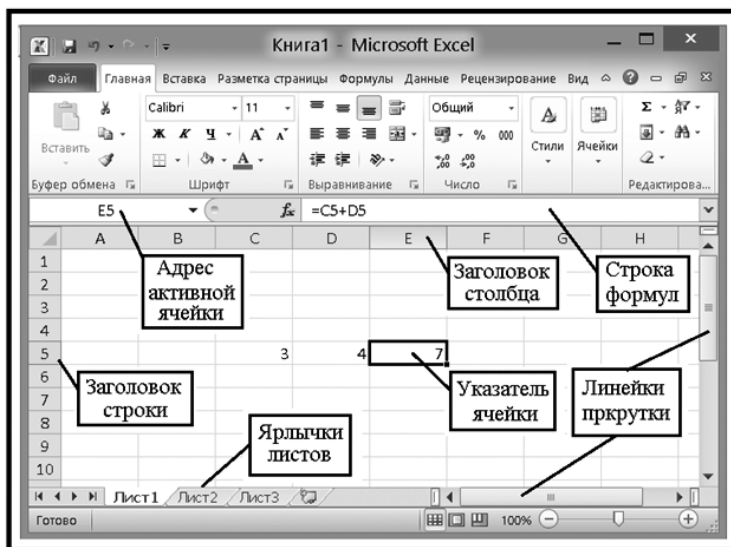 Книга1 - Microsoft Excel
Файл Главная Вставка Разметка страницы Формулы Данные Рецензирование Вид
Calibri 11 Общий
Ж К Ч А А % 000
Вставить А Стили Ячейки Σ
Буфер обмена Шрифт Выравнивание Число Редактирова...
E5 fx =C5+D5
A B C D E F G H
1
Адрес
активной
ячейки
Заголовок
столбца
Строка
формул
2
3
4
5 3 4 7
6
Заголовок
строки
Указатель
ячейки
Линейки
пркрутки
7
8
Ярлычки
листов
9
10
Лист1 Лист2 Лист3
Готово 100%